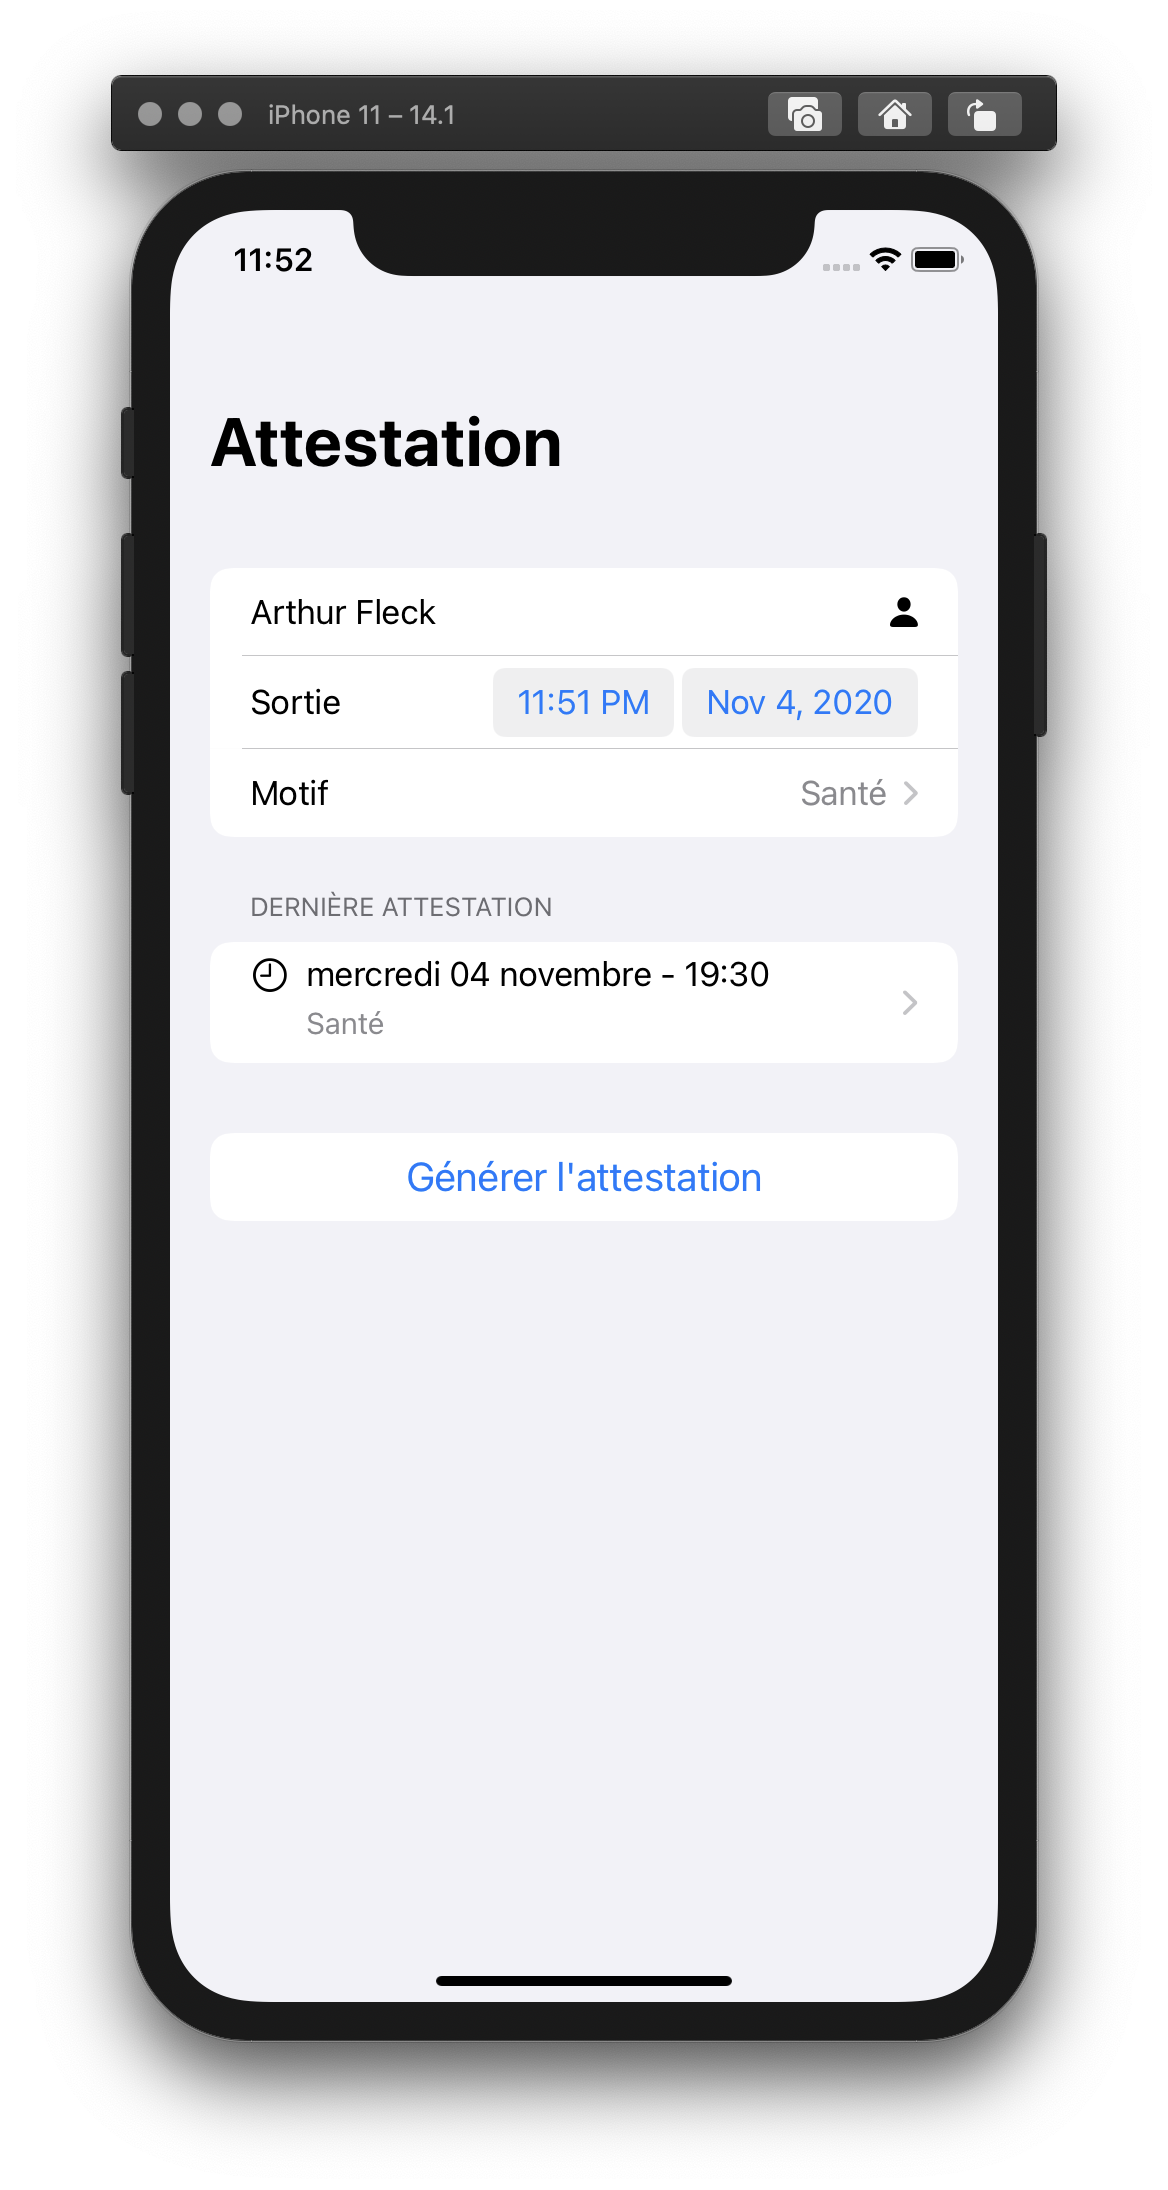 iPhone 11 – 14.1
11:52
Attestation
Arthur Fleck
Sortie 11:51 PM Nov 4, 2020
Motif Santé
DERNIÈRE ATTESTATION
mercredi 04 novembre - 19:30
Santé
Générer l'attestation